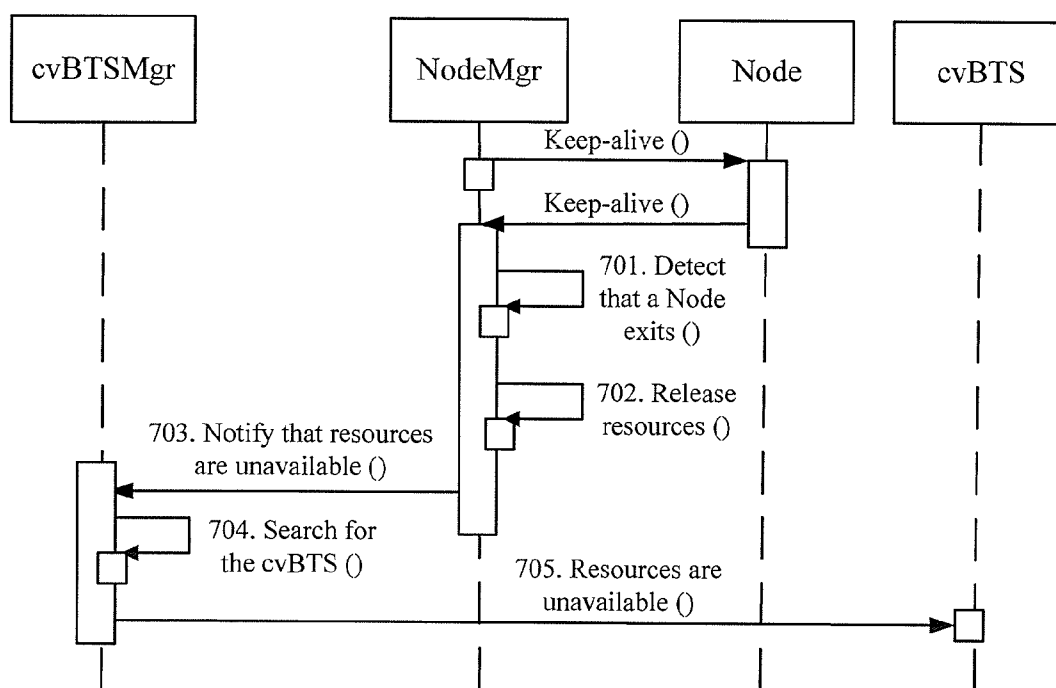 cvBTSMgr
NodeMgr
Node
cvBTS
Keep-alive ()
Keep-alive ()
701. Detect
that a Node
exits ()
702. Release
resources ()
703. Notify that resources
are unavailable ()
704. Search for
the cvBTS ()
705. Resources are
unavailable ()